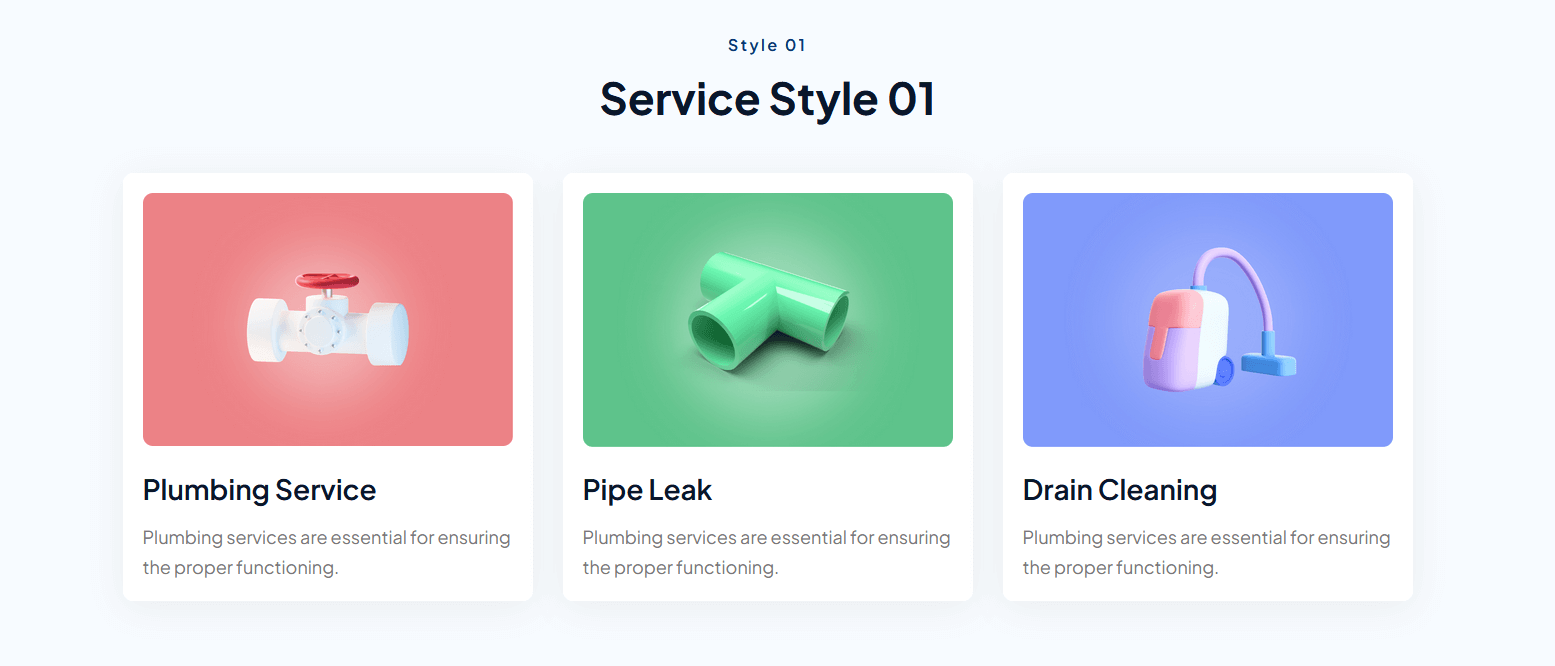 Style 01
Service Style 01
Plumbing Service
Plumbing services are essential for ensuring
the proper functioning.
Pipe Leak
Plumbing services are essential for ensuring
the proper functioning.
Drain Cleaning
Plumbing services are essential for ensuring
the proper functioning.